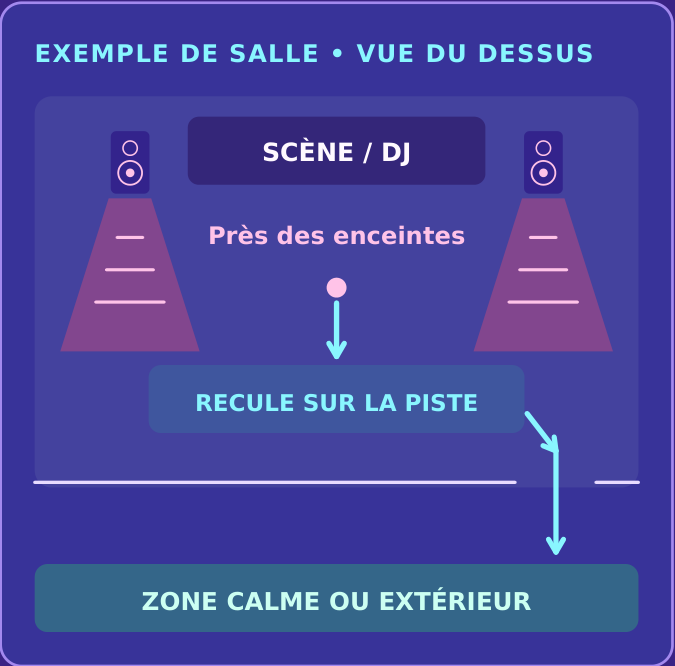 EXEMPLE DE SALLE • VUE DU DESSUS
SCÈNE / DJ
Près des enceintes
RECULE SUR LA PISTE
ZONE CALME OU EXTÉRIEUR